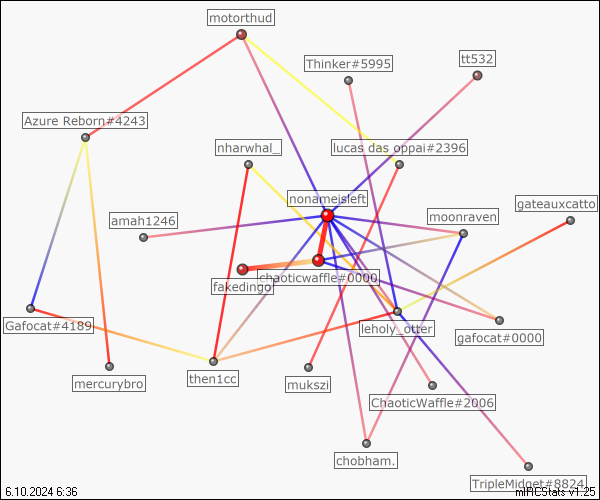 motorthud
tt532
Thinker#5995
Azure Reborn#4243
nharwhal_
lucas das oppai#2396
nonameisleft
gateauxcatto
amah1246
moonraven
fakedingo
chaoticwaffle#0000
Gafocat#4189
leholy_otter
gafocat#0000
then1cc
mercurybro
mukszi
ChaoticWaffle#2006
chobham.
TripleMidget#8824
6.10.2024 6:36
mIRCStats v1.25